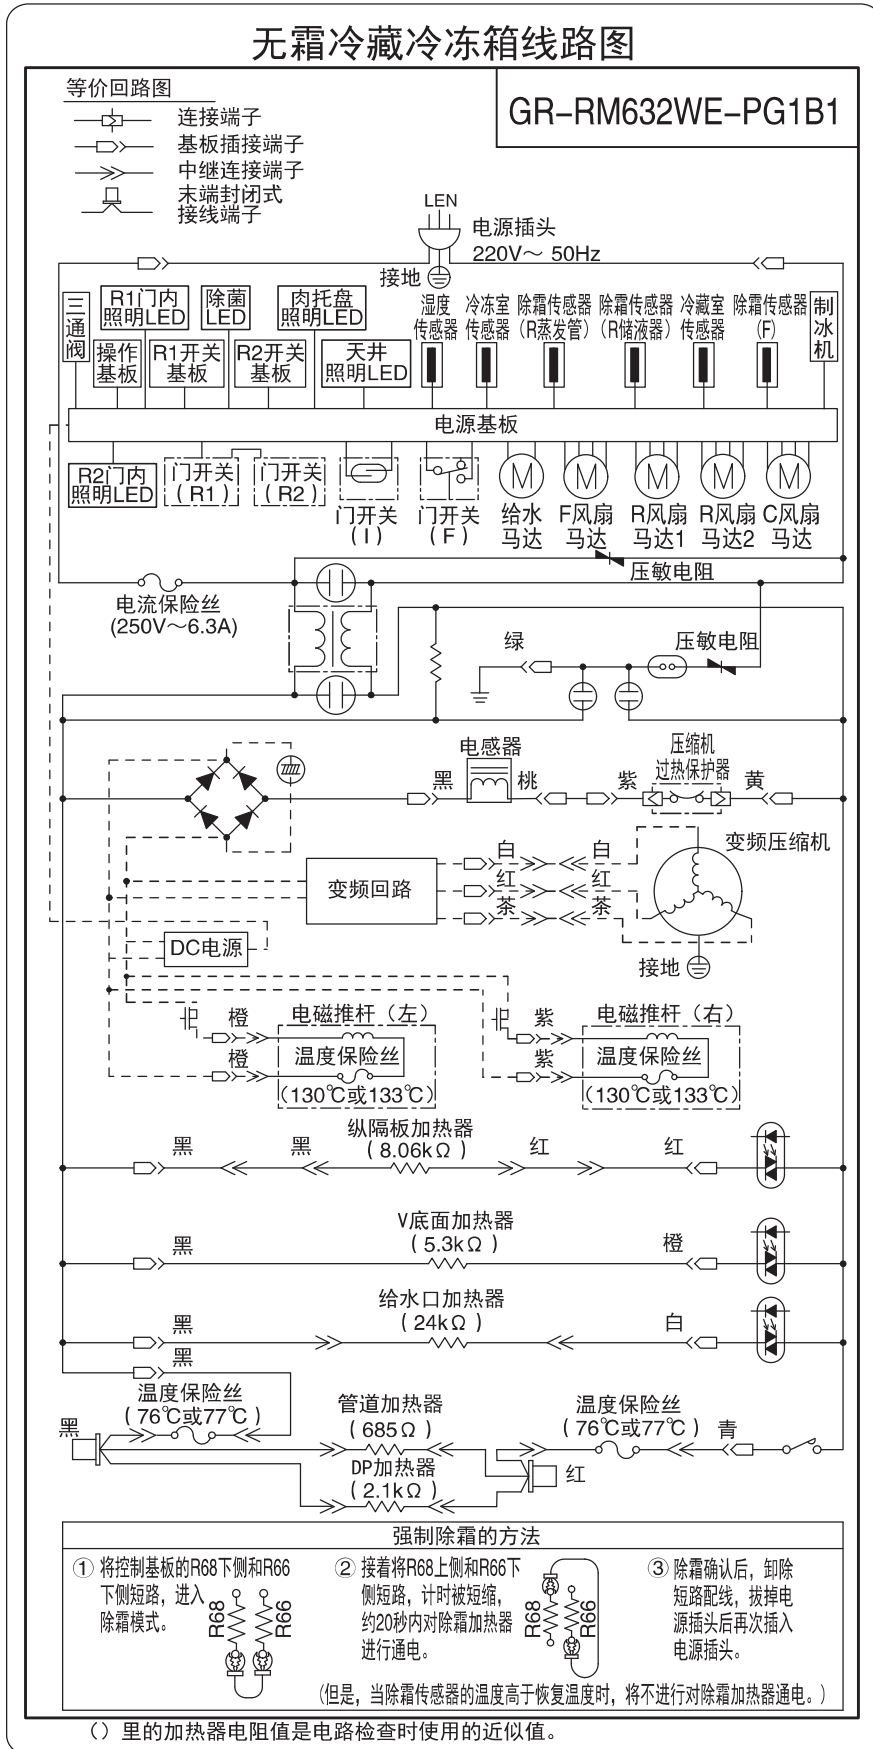 无霜冷藏冷冻箱线路图
等价回路图
连接端子
基板插接端子
中继连接端子
末端封闭式
接线端子
GR-RM632WE-PG1B1
LEN
电源插头
220V～ 50Hz
接地
三通阀
R1门内
照明LED
除菌
LED
肉托盘
照明LED
湿度
传感器
冷冻室
传感器
除霜传感器
（R蒸发管）
除霜传感器
（R储液器）
冷藏室
传感器
除霜传感器
(F)
制冰机
操作
基板
R1开关
基板
R2开关
基板
天井
照明LED
电源基板
R2门内
照明LED
门开关
( R1 )
门开关
( R2 )
门开关
( I )
门开关
( F )
M
M
M
M
M
给水
马达
F风扇
马达
R风扇
马达1
R风扇
马达2
C风扇
马达
压敏电阻
电流保险丝
(250V～6.3A)
绿
压敏电阻
电感器
压缩机
过热保护器
黑
桃
紫
黄
变频回路
白
白
红
红
茶
茶
变频压缩机
接地
DC电源
电磁推杆（左）
橙
橙
温度保险丝
（130℃或133℃）
电磁推杆（右）
紫
紫
温度保险丝
（130℃或133℃）
纵隔板加热器
( 8.06kΩ )
黑
黑
红
红
V底面加热器
( 5.3kΩ )
黑
橙
给水口加热器
( 24kΩ )
黑
白
黑
温度保险丝
( 76℃或77℃ )
黑
管道加热器
( 685Ω )
温度保险丝
( 76℃或77℃ )
青
DP加热器
( 2.1kΩ )
红
强制除霜的方法
① 将控制基板的R68下侧和R66
下侧短路，进入
除霜模式。
R68
R66
② 接着将R68上侧和R66下
侧短路，计时被短缩，
约20秒内对除霜加热器
进行通电。
R68
R66
③ 除霜确认后，卸除
短路配线，拔掉电
源插头后再次插入
电源插头。
(但是，当除霜传感器的温度高于恢复温度时，将不进行对除霜加热器通电。)
（）里的加热器电阻值是电路检查时使用的近似值。